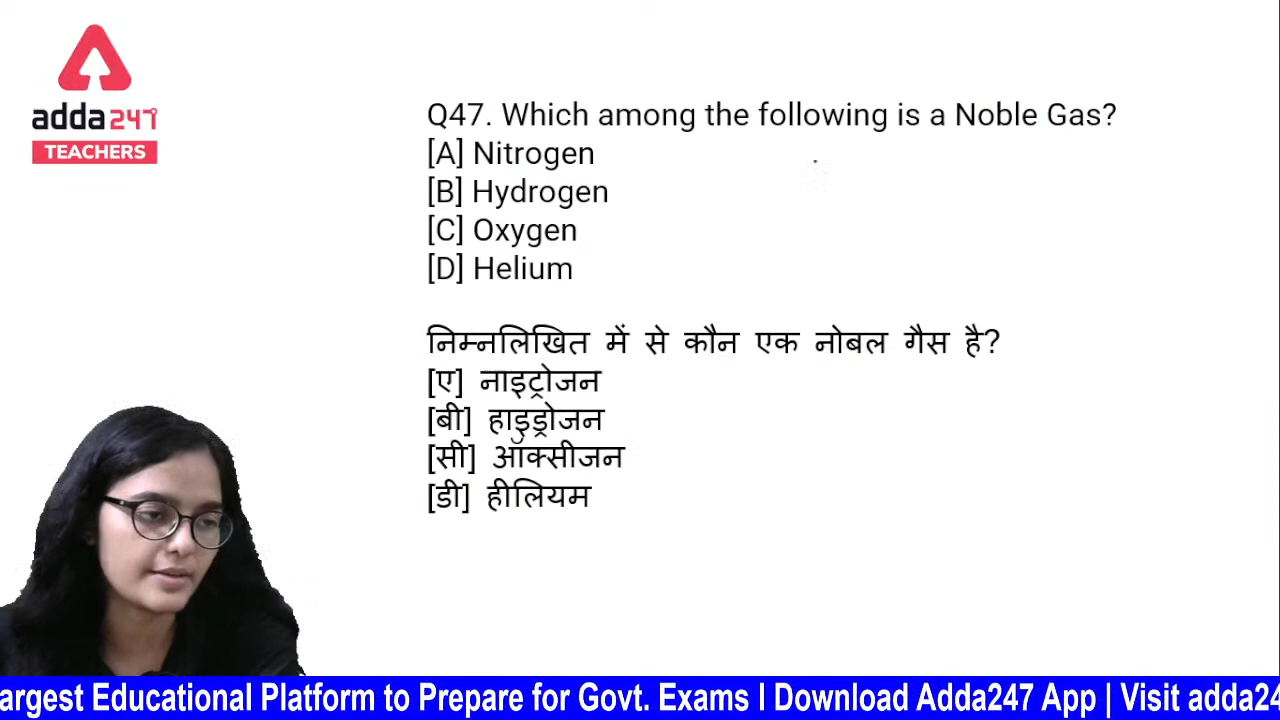 adda247
TEACHERS
Q47. Which among the following is a Noble Gas?
[A] Nitrogen
[B] Hydrogen
[C] Oxygen
[D] Helium
निम्नलिखित में से कौन एक नोबल गैस है?
[ए] नाइट्रोजन
[बी] हाइड्रोजन
[सी] ऑक्सीजन
[डी] हीलियम
argest Educational Platform to Prepare for Govt. Exams I Download Adda247 App | Visit adda24